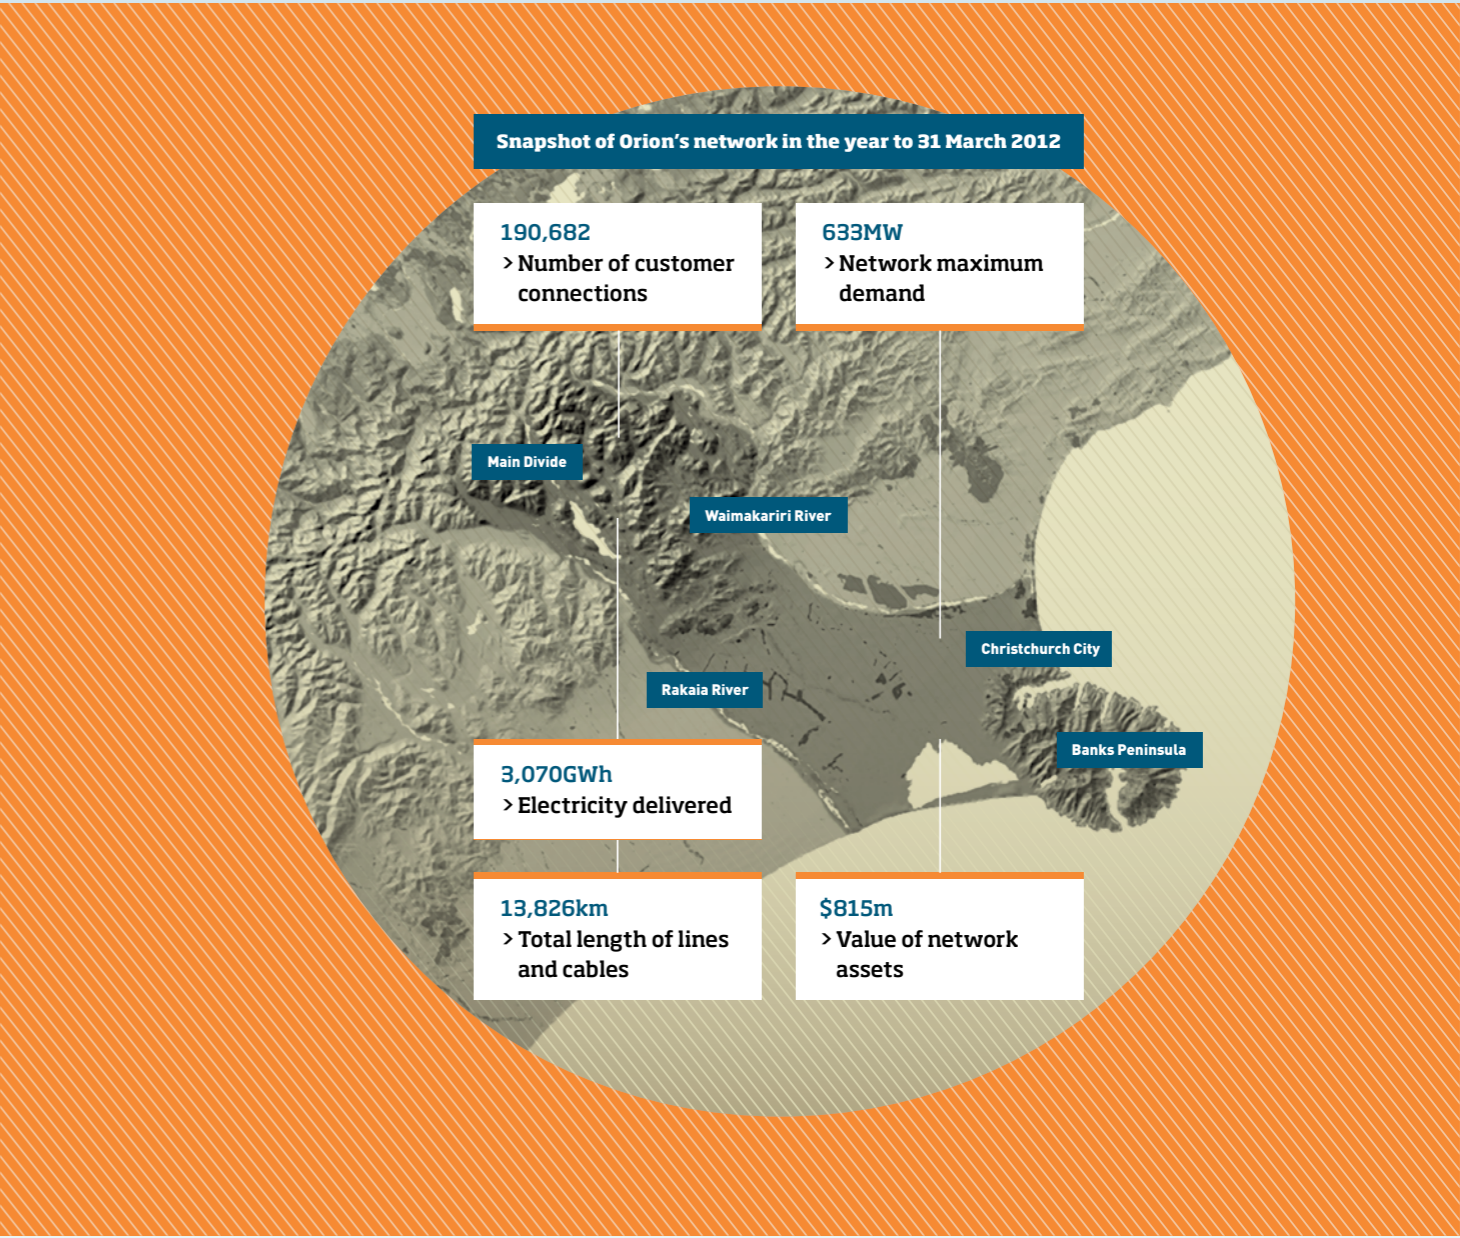 Snapshot of Orion’s network in the year to 31 March 2012
190,682
> Number of customer
connections
633MW
> Network maximum
demand
Main Divide
Waimakariri River
Christchurch City
Rakaia River
Banks Peninsula
3,070GWh
> Electricity delivered
13,826km
> Total length of lines
and cables
$815m
> Value of network
assets